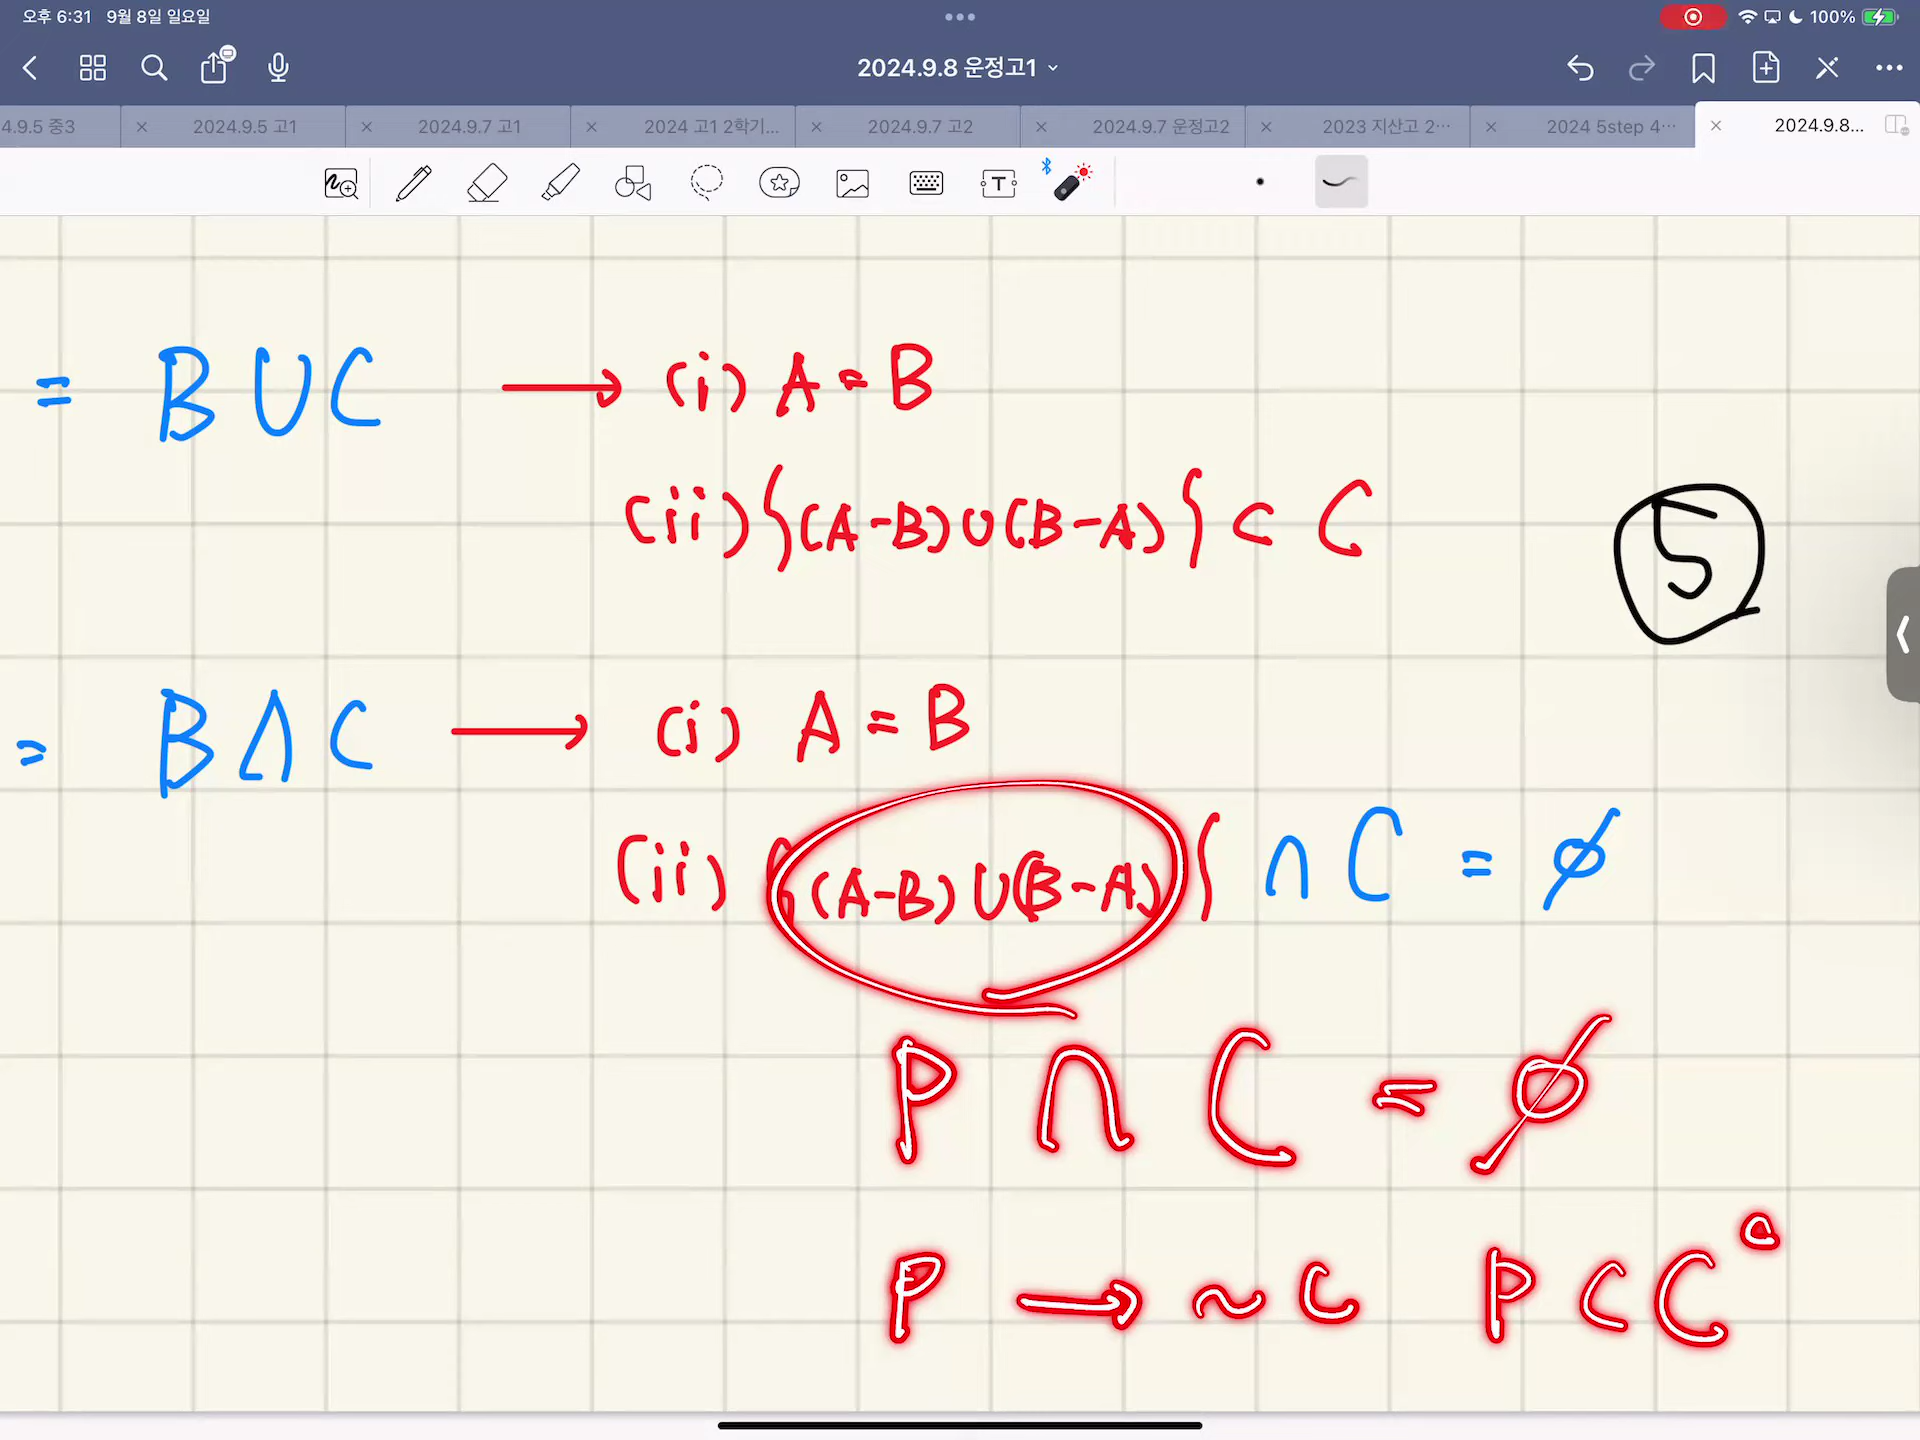 오후 6:31 9월 8일 일요일
100%
2024.9.8 운정고1
4.9.5 중3
2024.9.5 고1
2024.9.7 고1
2024 고1 2학기...
2024.9.7 고2
2024.9.7 운정고2
2023 지산고 2...
2024 5step 4...
2024.9.8...
T
= B ∪ C → (i) A = B
(ii) {(A-B)∪(B-A)} ⊂ C
5
= B ∩ C → (i) A = B
(ii) {(A-B)∪(B-A)} ∩ C = ∅
P ∩ C = ∅
P → ~C P ⊂ Cᶜ